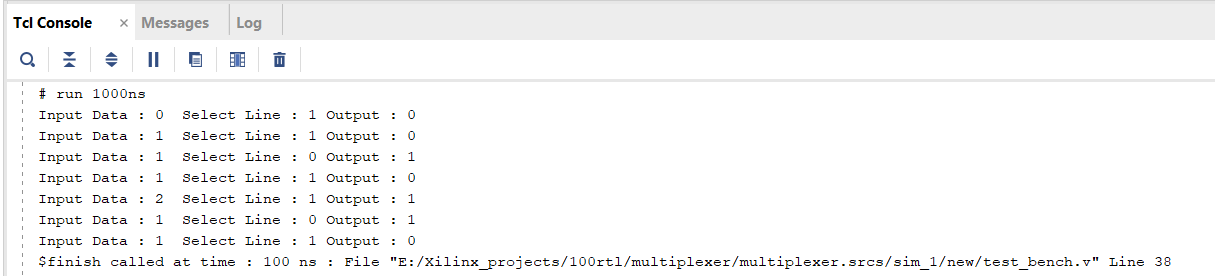 Tcl Console × Messages Log
# run 1000ns
Input Data : 0  Select Line : 1 Output : 0
Input Data : 1  Select Line : 1 Output : 0
Input Data : 1  Select Line : 0 Output : 1
Input Data : 1  Select Line : 1 Output : 0
Input Data : 2  Select Line : 1 Output : 1
Input Data : 1  Select Line : 0 Output : 1
Input Data : 1  Select Line : 1 Output : 0
$finish called at time : 100 ns : File "E:/Xilinx_projects/100rtl/multiplexer/multiplexer.srcs/sim_1/new/test_bench.v" Line 38